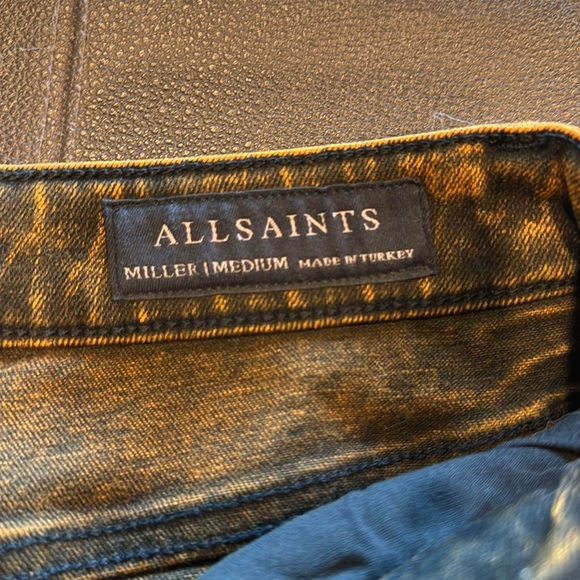 ALLSAINTS
MILLER | MEDIUM MADE IN TURKEY